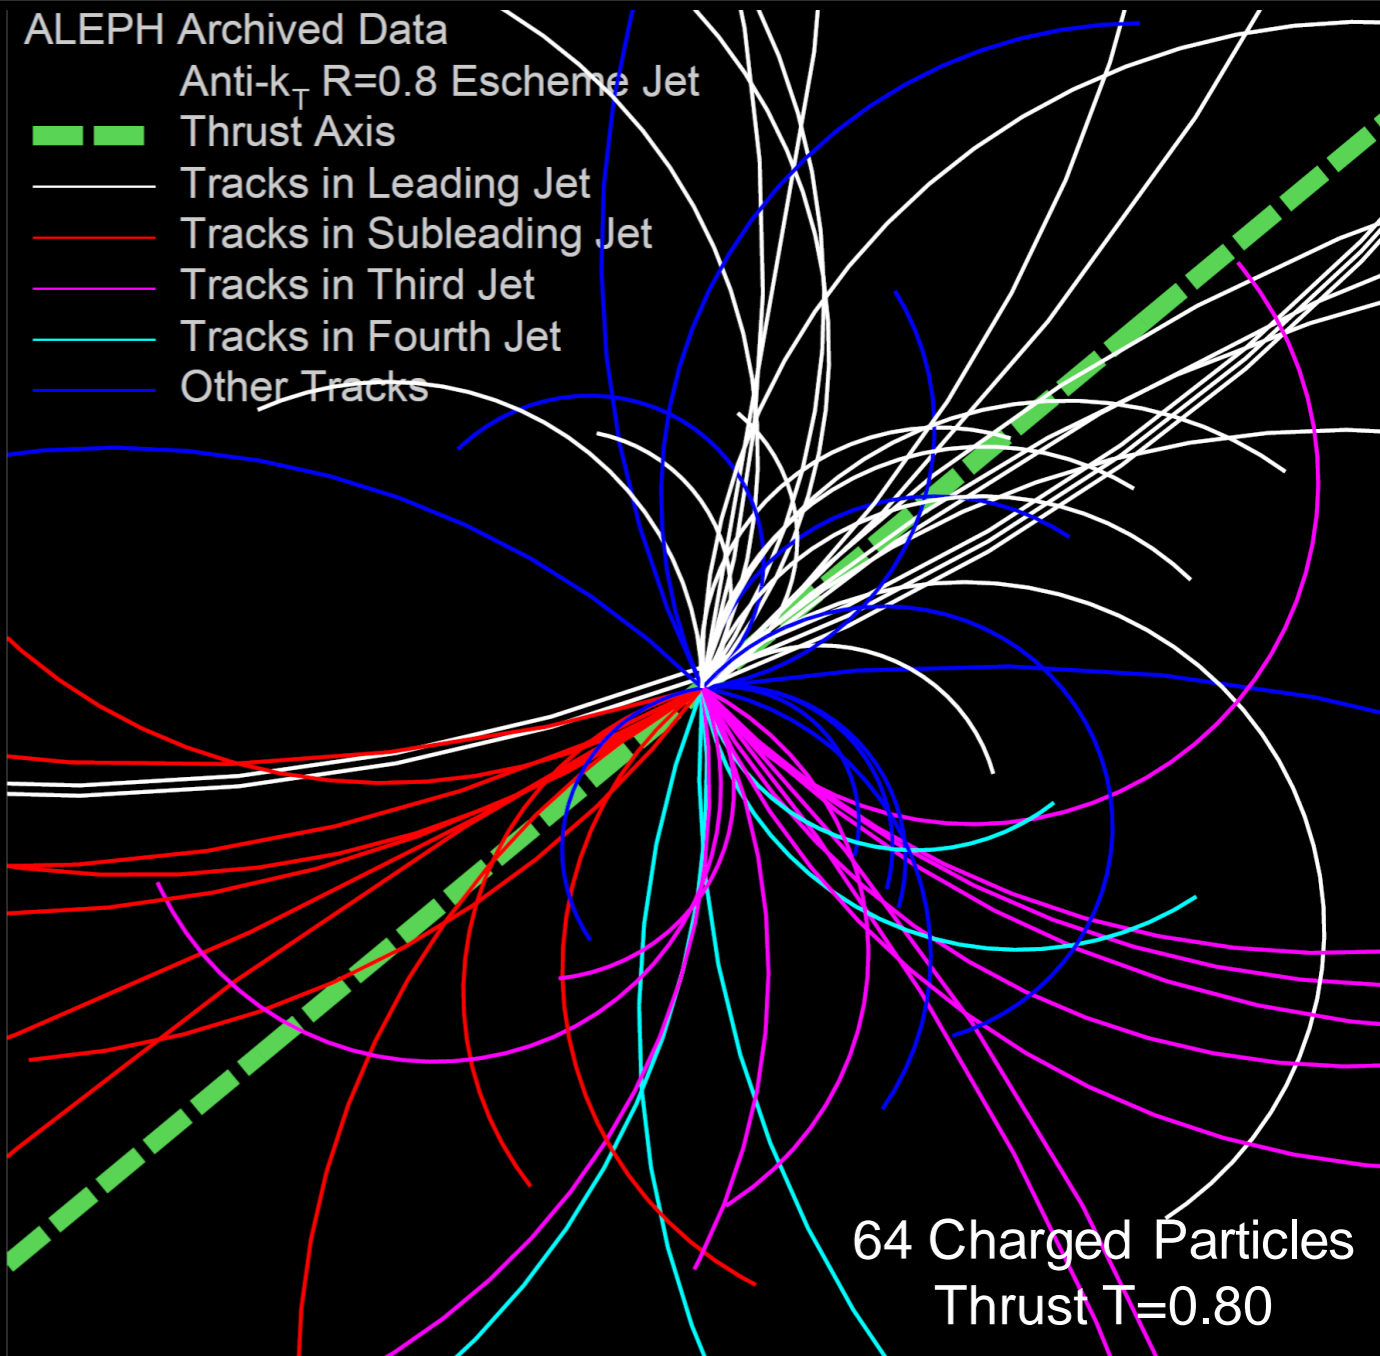 ALEPH Archived Data
Anti-k_T R=0.8 Escheme Jet
Thrust Axis
Tracks in Leading Jet
Tracks in Subleading Jet
Tracks in Third Jet
Tracks in Fourth Jet
Other Tracks
64 Charged Particles
Thrust T=0.80